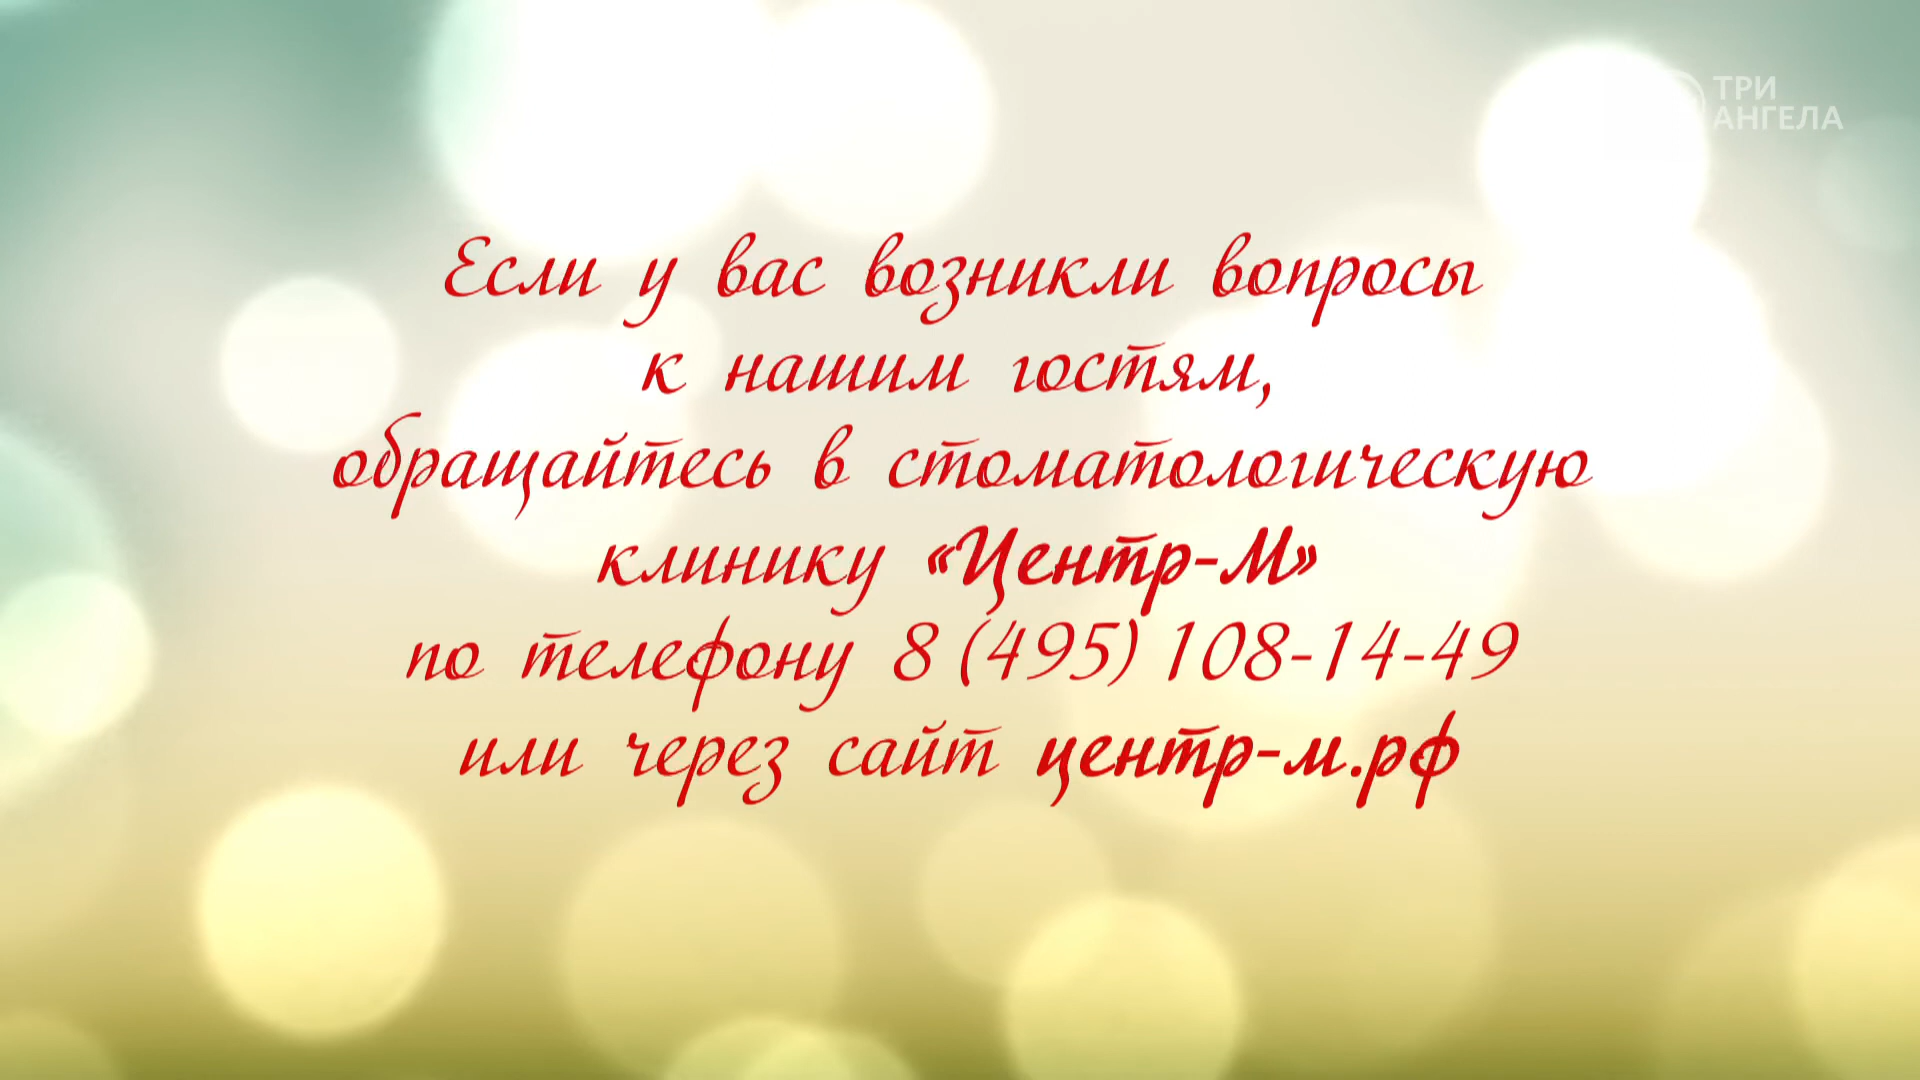 ТРИ
АНГЕЛА
Если у вас возникли вопросы
к нашим гостям,
обращайтесь в стоматологическую
клинику «Центр-М»
по телефону 8 (495) 108-14-49
или через сайт центр-м.рф